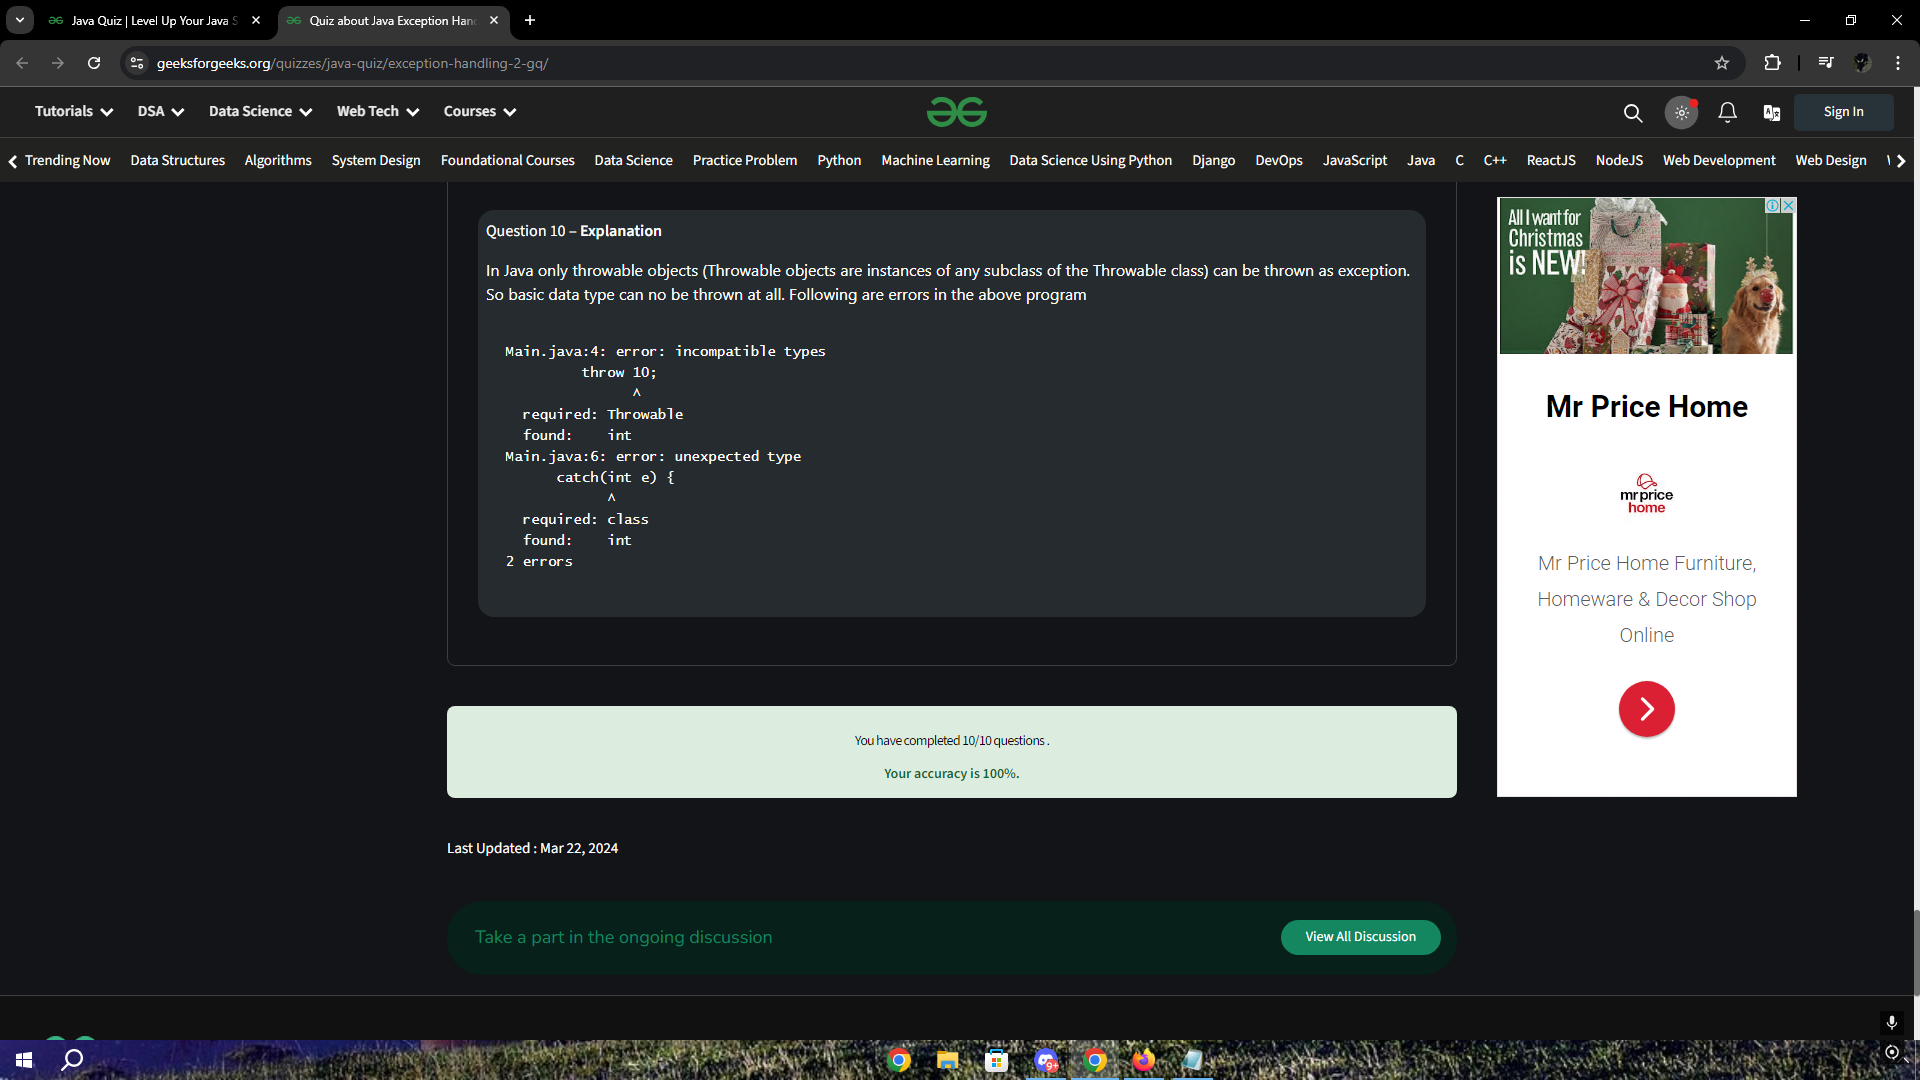 Java Quiz | Level Up Your Java S
Quiz about Java Exception Han
geeksforgeeks.org/quizzes/java-quiz/exception-handling-2-gq/
Tutorials
DSA
Data Science
Web Tech
Courses
Sign In
Trending Now
Data Structures
Algorithms
System Design
Foundational Courses
Data Science
Practice Problem
Python
Machine Learning
Data Science Using Python
Django
DevOps
JavaScript
Java
C
C++
ReactJS
NodeJS
Web Development
Web Design
Question 10 – Explanation
In Java only throwable objects (Throwable objects are instances of any subclass of the Throwable class) can be thrown as exception.
So basic data type can no be thrown at all. Following are errors in the above program
Main.java:4: error: incompatible types
throw 10;
^
required: Throwable
found:    int
Main.java:6: error: unexpected type
catch(int e) {
^
required: class
found:    int
2 errors
You have completed 10/10 questions .
Your accuracy is 100%.
Last Updated : Mar 22, 2024
Take a part in the ongoing discussion
View All Discussion
All I want for
Christmas
is NEW!
Mr Price Home
mrprice
home
Mr Price Home Furniture,
Homeware & Decor Shop
Online
9+